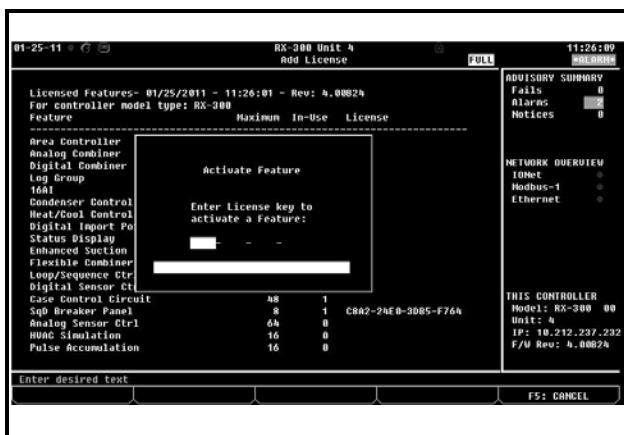 01-25-11
RX-300 Unit 4
11:26:09
Add License
FULL
*ALARM*
Licensed Features- 01/25/2011 - 11:26:01 - Rev: 4.00B24
For controller model type: RX-300
Feature Maximum In-Use License
Area Controller
Analog Combiner
Digital Combiner
Log Group
16AI
Condenser Control
Heat/Cool Control
Digital Import Po
Status Display
Enhanced Suction
Flexible Combiner
Loop/Sequence Ctr
Digital Sensor Ct
Case Control Circuit 48 1
SqD Breaker Panel 8 1 C8A2-24E0-3DB5-F764
Analog Sensor Ctrl 64 0
HVAC Simulation 16 0
Pulse Accumulation 16 0
Activate Feature
Enter License key to
activate a Feature:
- - -
ADVISORY SUMMARY
Fails 0
Alarms 2
Notices 0
NETWORK OVERVIEW
IONet
Modbus-1
Ethernet
THIS CONTROLLER
Model: RX-300 00
Unit: 4
IP: 10.212.237.232
F/W Rev: 4.00B24
Enter desired text
F5: CANCEL